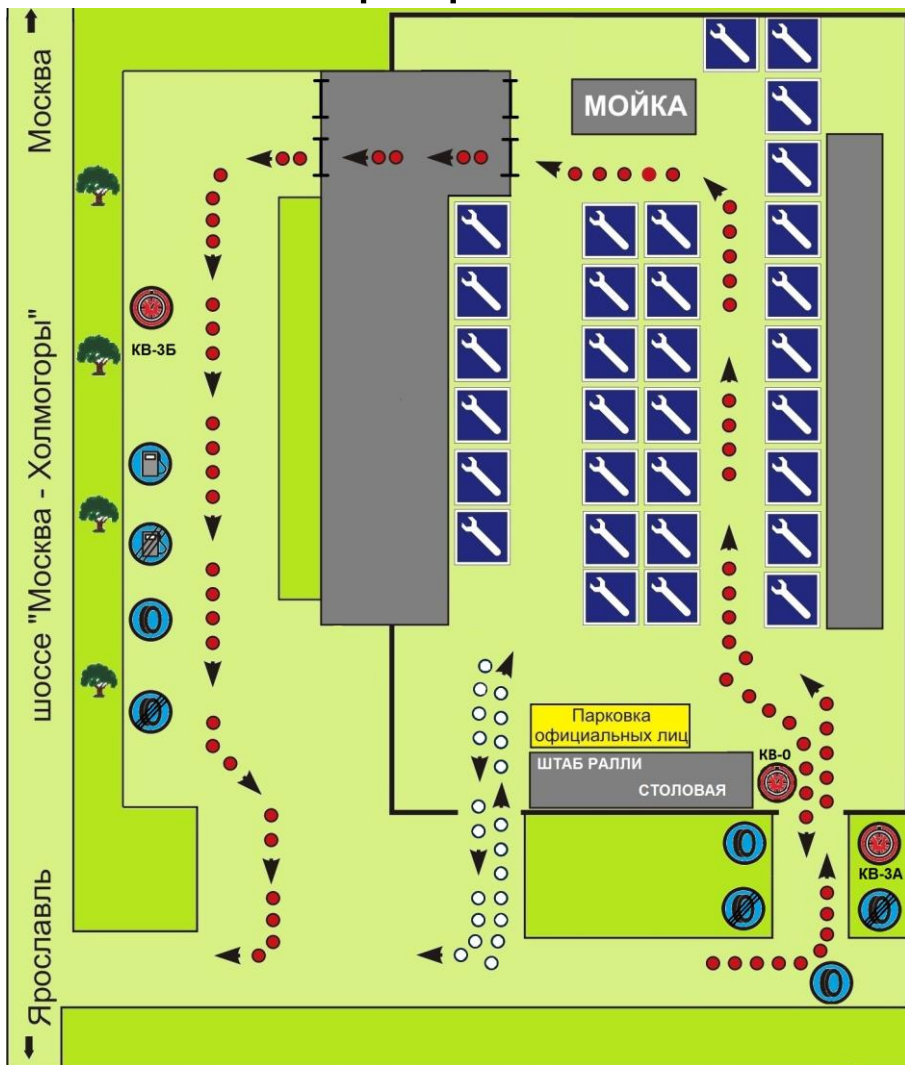 Москва
шоссе "Москва - Холмогоры"
Ярославль
МОЙКА
КВ-3Б
Парковка
официальных лиц
ШТАБ РАЛЛИ
СТОЛОВАЯ
КВ-0
КВ-3А